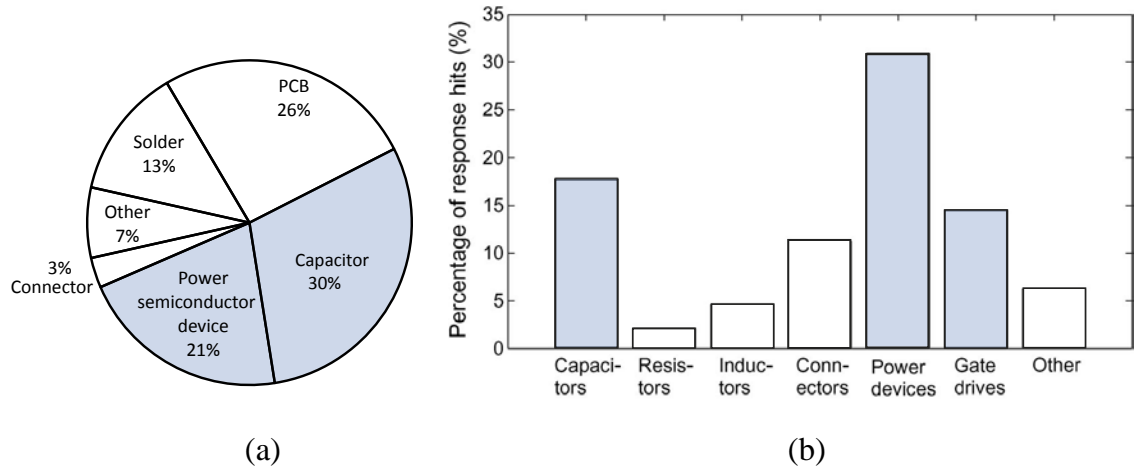 PCB
26%
Solder
13%
Other
7%
3%
Connector
Power
semiconductor
device
21%
Capacitor
30%
(a)
Percentage of response hits (%)
35
30
25
20
15
10
5
0
Capaci-
tors
Resis-
tors
Induc-
tors
Conn-
ectors
Power
devices
Gate
drives
Other
(b)